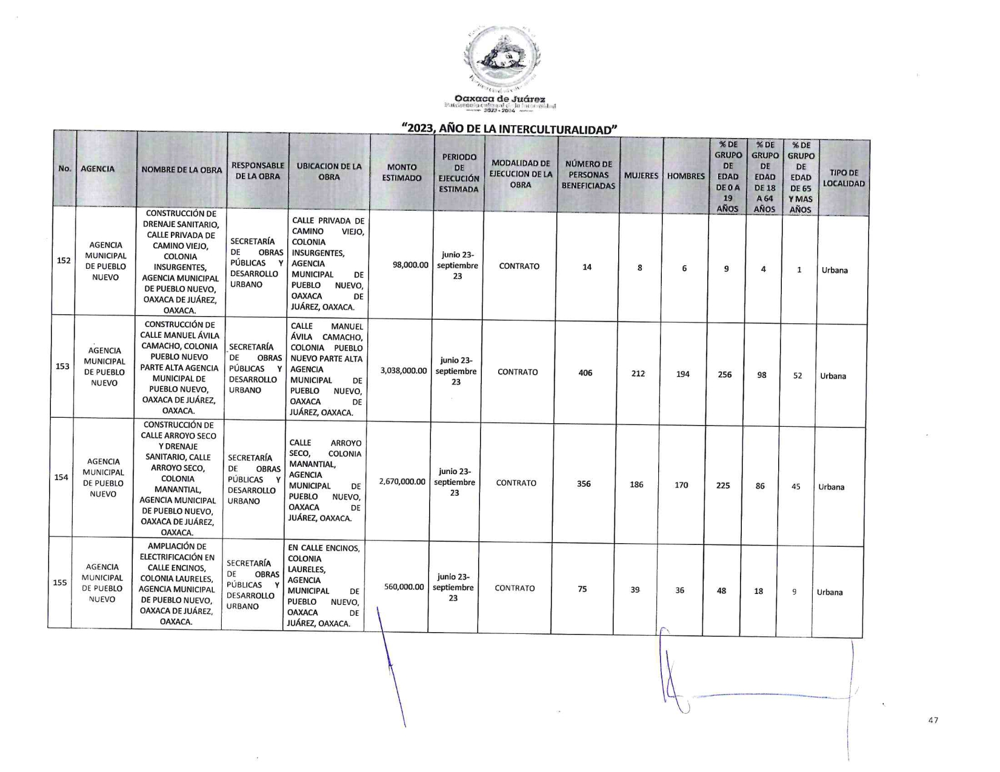 Oaxaca de Juárez
Patrimonio cultural de la humanidad
2022 - 2024
“2023, AÑO DE LA INTERCULTURALIDAD”
No.
AGENCIA
NOMBRE DE LA OBRA
RESPONSABLE
DE LA OBRA
UBICACION DE LA
OBRA
MONTO
ESTIMADO
PERIODO
DE
EJECUCIÓN
ESTIMADA
MODALIDAD DE
EJECUCION DE LA
OBRA
NÚMERO DE
PERSONAS
BENEFICIADAS
MUJERES
HOMBRES
% DE
GRUPO
DE
EDAD
DE 0 A
19
AÑOS
% DE
GRUPO
DE
EDAD
DE 18
A 64
AÑOS
% DE
GRUPO
DE
EDAD
DE 65
Y MAS
AÑOS
TIPO DE
LOCALIDAD
152
AGENCIA
MUNICIPAL
DE PUEBLO
NUEVO
CONSTRUCCIÓN DE
DRENAJE SANITARIO,
CALLE PRIVADA DE
CAMINO VIEJO,
COLONIA
INSURGENTES,
AGENCIA MUNICIPAL
DE PUEBLO NUEVO,
OAXACA DE JUÁREZ,
OAXACA.
SECRETARÍA
DE OBRAS
PÚBLICAS Y
DESARROLLO
URBANO
CALLE PRIVADA DE
CAMINO VIEJO,
COLONIA
INSURGENTES,
AGENCIA
MUNICIPAL DE
PUEBLO NUEVO,
OAXACA DE
JUÁREZ, OAXACA.
98,000.00
junio 23-
septiembre
23
CONTRATO
14
8
6
9
4
1
Urbana
153
AGENCIA
MUNICIPAL
DE PUEBLO
NUEVO
CONSTRUCCIÓN DE
CALLE MANUEL ÁVILA
CAMACHO, COLONIA
PUEBLO NUEVO
PARTE ALTA AGENCIA
MUNICIPAL DE
PUEBLO NUEVO,
OAXACA DE JUÁREZ,
OAXACA.
SECRETARÍA
DE OBRAS
PÚBLICAS Y
DESARROLLO
URBANO
CALLE MANUEL
ÁVILA CAMACHO,
COLONIA PUEBLO
NUEVO PARTE ALTA
AGENCIA
MUNICIPAL DE
PUEBLO NUEVO,
OAXACA DE
JUÁREZ, OAXACA.
3,038,000.00
junio 23-
septiembre
23
CONTRATO
406
212
194
256
98
52
Urbana
154
AGENCIA
MUNICIPAL
DE PUEBLO
NUEVO
CONSTRUCCIÓN DE
CALLE ARROYO SECO
Y DRENAJE
SANITARIO, CALLE
ARROYO SECO,
COLONIA
MANANTIAL,
AGENCIA MUNICIPAL
DE PUEBLO NUEVO,
OAXACA DE JUÁREZ,
OAXACA.
SECRETARÍA
DE OBRAS
PÚBLICAS Y
DESARROLLO
URBANO
CALLE ARROYO
SECO, COLONIA
MANANTIAL,
AGENCIA
MUNICIPAL DE
PUEBLO NUEVO,
OAXACA DE
JUÁREZ, OAXACA.
2,670,000.00
junio 23-
septiembre
23
CONTRATO
356
186
170
225
86
45
Urbana
155
AGENCIA
MUNICIPAL
DE PUEBLO
NUEVO
AMPLIACIÓN DE
ELECTRIFICACIÓN EN
CALLE ENCINOS,
COLONIA LAURELES,
AGENCIA MUNICIPAL
DE PUEBLO NUEVO,
OAXACA DE JUÁREZ,
OAXACA.
SECRETARÍA
DE OBRAS
PÚBLICAS Y
DESARROLLO
URBANO
EN CALLE ENCINOS,
COLONIA
LAURELES,
AGENCIA
MUNICIPAL DE
PUEBLO NUEVO,
OAXACA DE
JUÁREZ, OAXACA.
560,000.00
junio 23-
septiembre
23
CONTRATO
75
39
36
48
18
9
Urbana
47